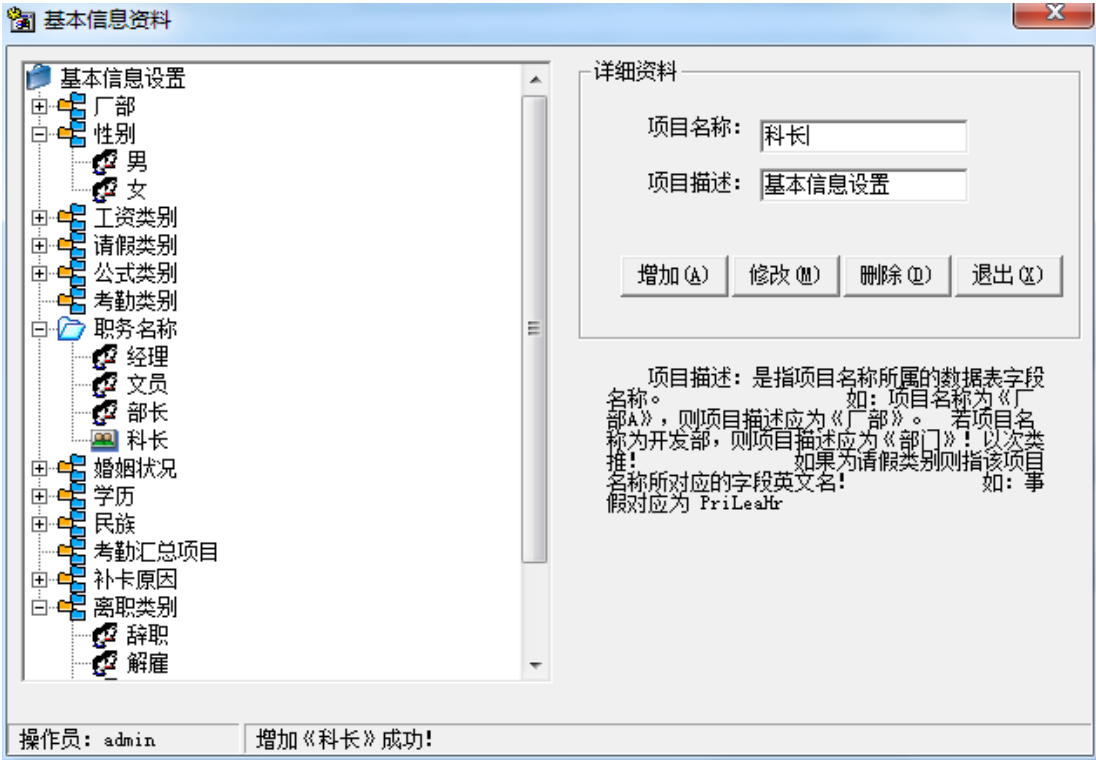 基本信息资料
基本信息设置
厂部
性别
男
女
工资类别
请假类别
公式类别
考勤类别
职务名称
经理
文员
部长
科长
婚姻状况
学历
民族
考勤汇总项目
补卡原因
离职类别
辞职
解雇
详细资料
项目名称： 科长
项目描述： 基本信息设置
增加(A) 修改(M) 删除(D) 退出(X)
项目描述：是指项目名称所属的数据表字段
名称。 如：项目名称为《厂
部A》，则项目描述应为《厂部》。 若项目名
称为开发部，则项目描述应为《部门》！以次类
推！ 如果为请假类别则指该项目
名称所对应的字段英文名！ 如：事
假对应为 PriLeaHr
操作员：admin 增加《科长》成功！